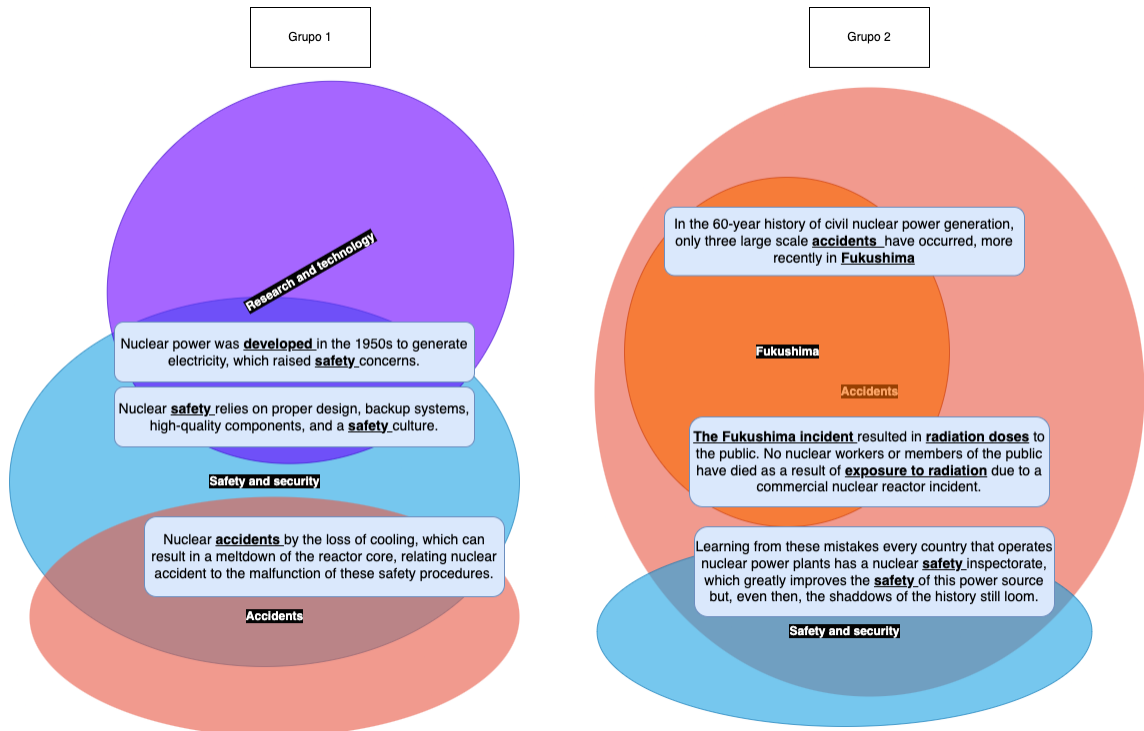 Grupo 1
Research and technology
Nuclear power was developed in the 1950s to generate
electricity, which raised safety concerns.
Nuclear safety relies on proper design, backup systems,
high-quality components, and a safety culture.
Safety and security
Nuclear accidents by the loss of cooling, which can
result in a meltdown of the reactor core, relating nuclear
accident to the malfunction of these safety procedures.
Accidents
Grupo 2
In the 60-year history of civil nuclear power generation,
only three large scale accidents have occurred, more
recently in Fukushima
Fukushima
Accidents
The Fukushima incident resulted in radiation doses to
the public. No nuclear workers or members of the public
have died as a result of exposure to radiation due to a
commercial nuclear reactor incident.
Learning from these mistakes every country that operates
nuclear power plants has a nuclear safety inspectorate,
which greatly improves the safety of this power source
but, even then, the shaddows of the history still loom.
Safety and security